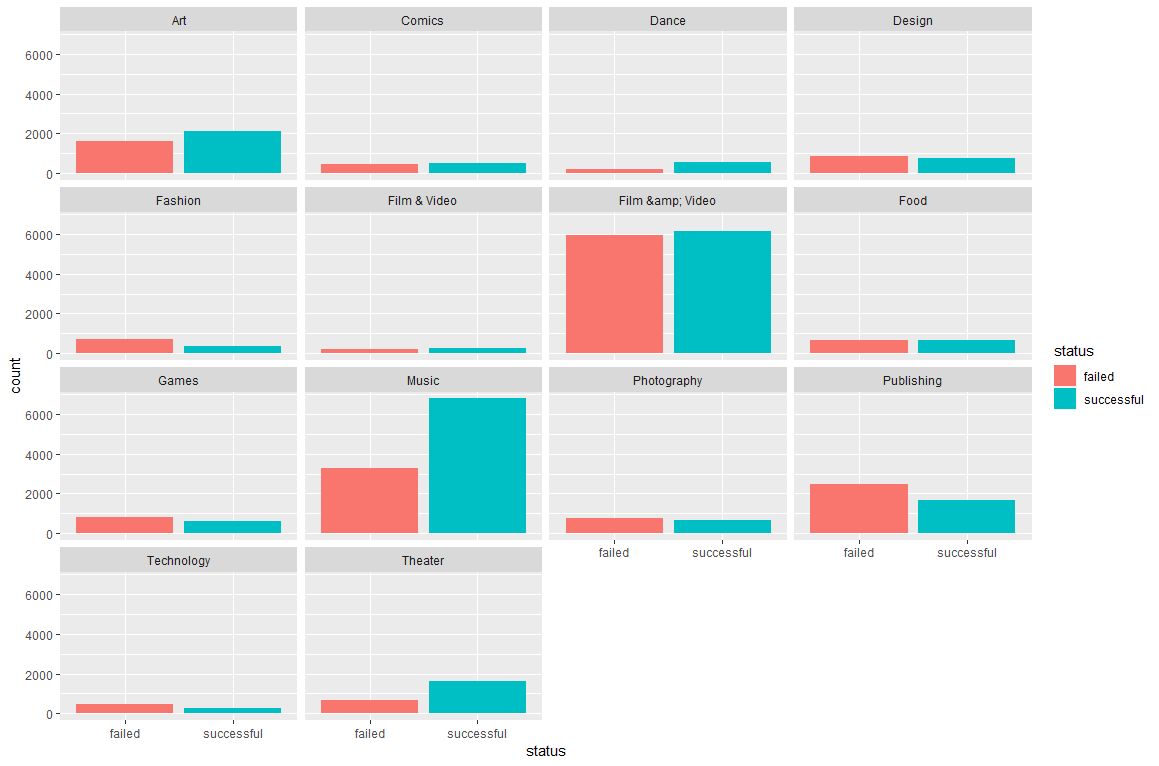 Art Comics Dance Design
6000
4000
2000
0
Fashion Film & Video Film &amp; Video Food
6000
4000
2000
0
count
status
failed
successful
Games Music Photography Publishing
6000
4000
2000
0
failed successful failed successful
Technology Theater
6000
4000
2000
0
failed successful failed successful
status